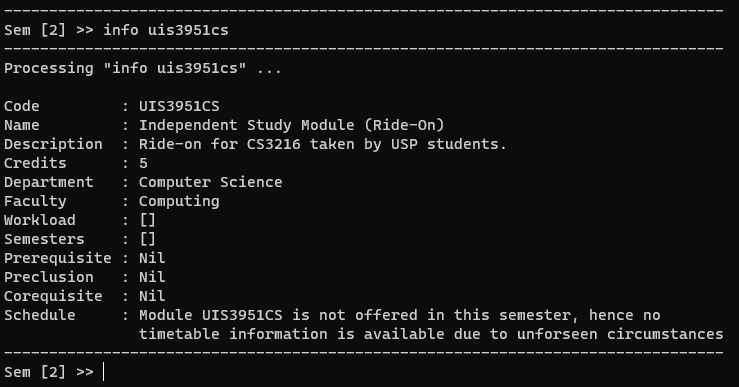 --------------------------------------------------------------------------------
Sem [2] >> info uis3951cs
--------------------------------------------------------------------------------
Processing "info uis3951cs" ...
Code         : UIS3951CS
Name         : Independent Study Module (Ride-On)
Description  : Ride-on for CS3216 taken by USP students.
Credits      : 5
Department   : Computer Science
Faculty      : Computing
Workload     : []
Semesters    : []
Prerequisite : Nil
Preclusion   : Nil
Corequisite  : Nil
Schedule     : Module UIS3951CS is not offered in this semester, hence no
               timetable information is available due to unforseen circumstances
--------------------------------------------------------------------------------
Sem [2] >>